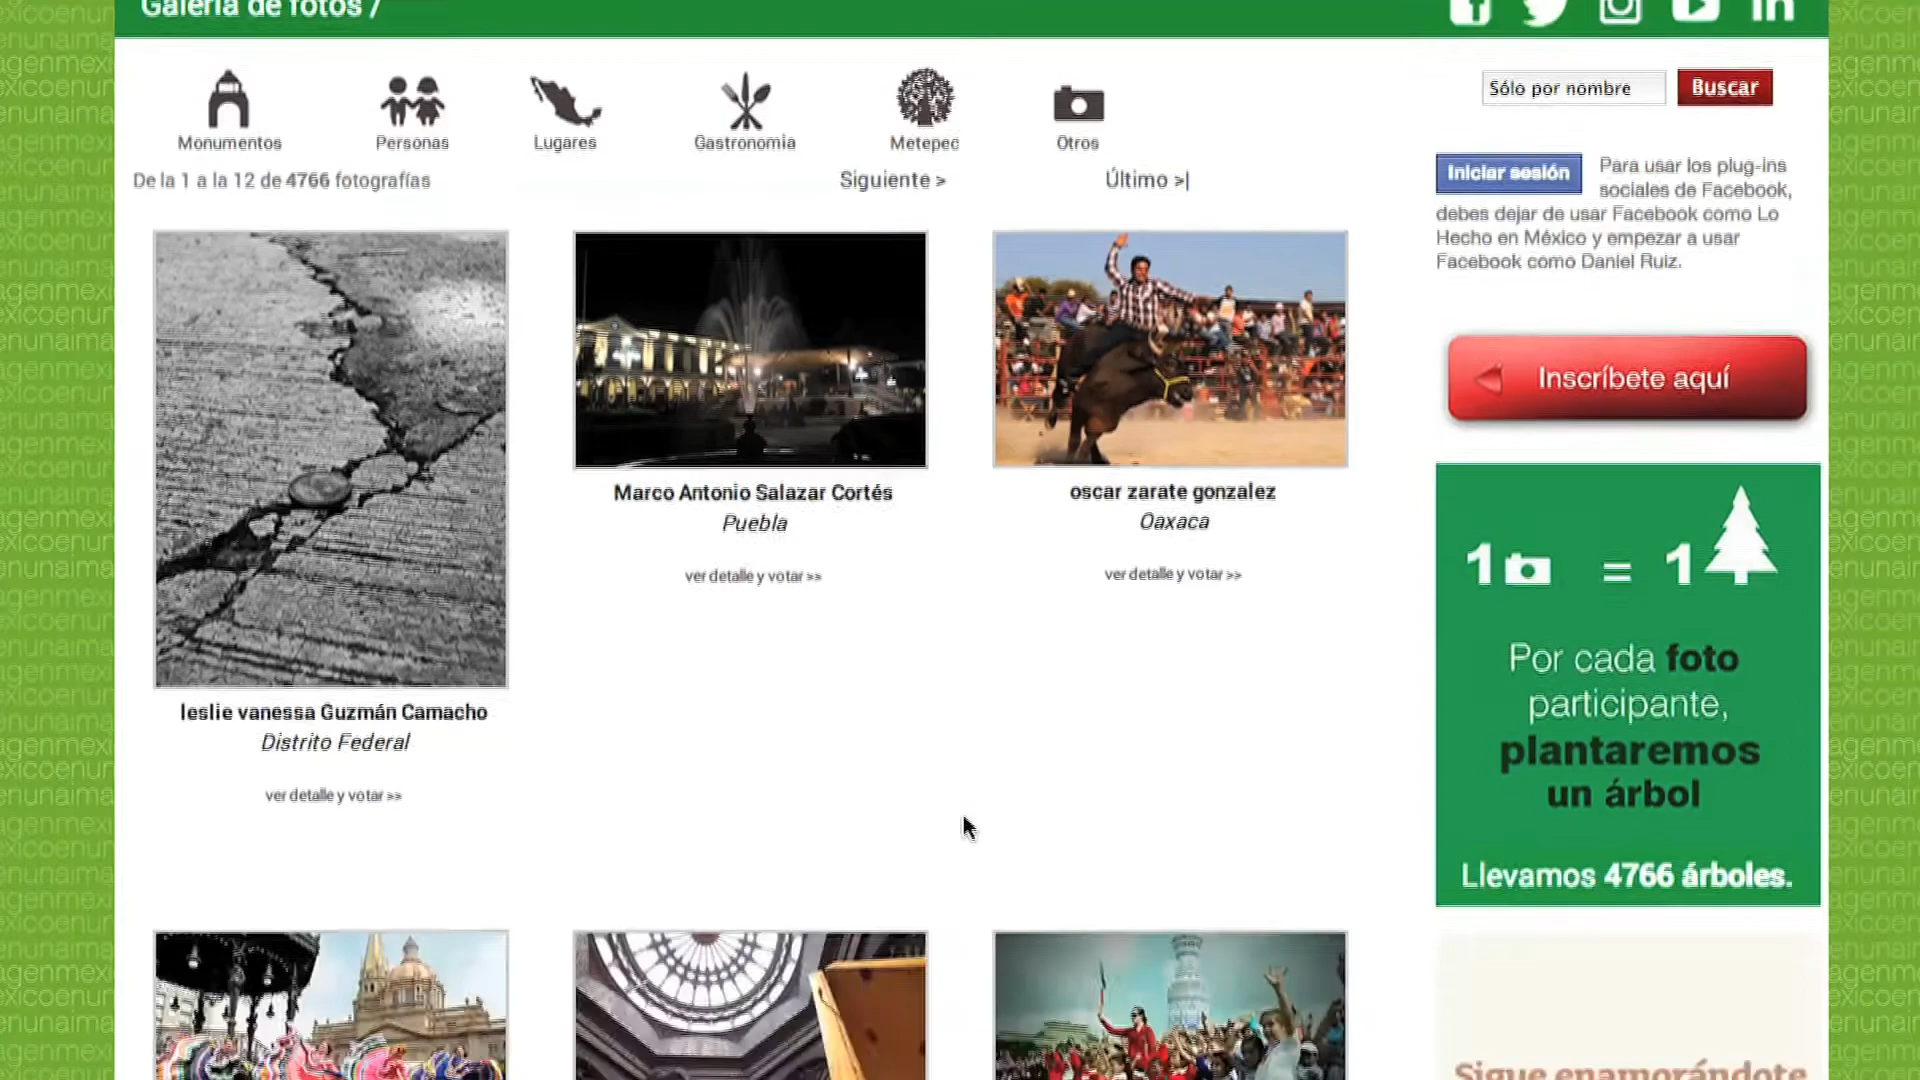 Galería de fotos /
Monumentos
Personas
Lugares
Gastronomia
Metepec
Otros
Sólo por nombre
Buscar
De la 1 a la 12 de 4766 fotografías
Siguiente >
Último >|
Iniciar sesión
Para usar los plug-ins
sociales de Facebook,
debes dejar de usar Facebook como Lo
Hecho en México y empezar a usar
Facebook como Daniel Ruiz.
Inscríbete aquí
Marco Antonio Salazar Cortés
Puebla
ver detalle y votar >>
oscar zarate gonzalez
Oaxaca
ver detalle y votar >>
leslie vanessa Guzmán Camacho
Distrito Federal
ver detalle y votar >>
1 = 1
Por cada foto
participante,
plantaremos
un árbol
Llevamos 4766 árboles.
Sigue enamorándote